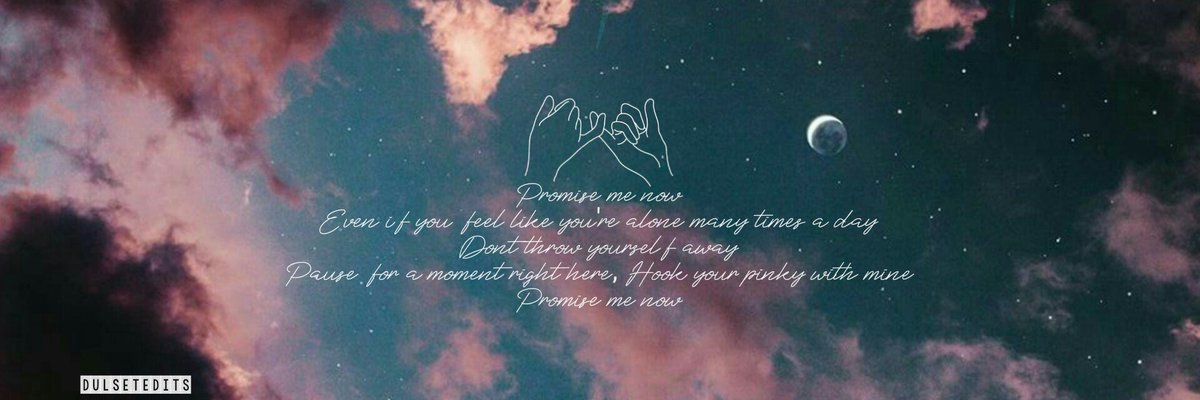 Promise me now
Even if you feel like you're alone many times a day
Dont throw yourself away
Pause for a moment right here, Hook your pinky with mine
Promise me now
DULSETEDITS